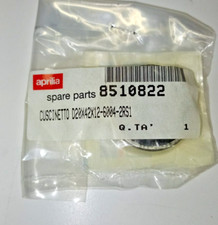 aprilia
spare parts 8510822
CUSCINETTO D20X42X12-6004-2RS1
Q.TA' 1